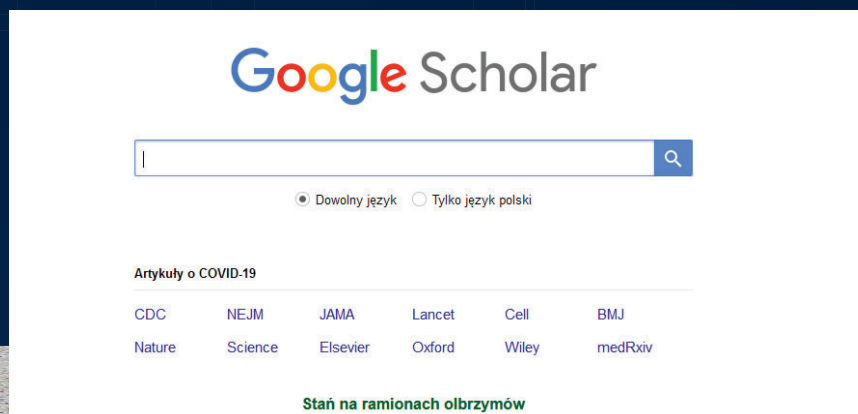 Google Scholar
Dowolny język Tylko język polski
Artykuły o COVID-19
CDC NEJM JAMA Lancet Cell BMJ
Nature Science Elsevier Oxford Wiley medRxiv
Stań na ramionach olbrzymów